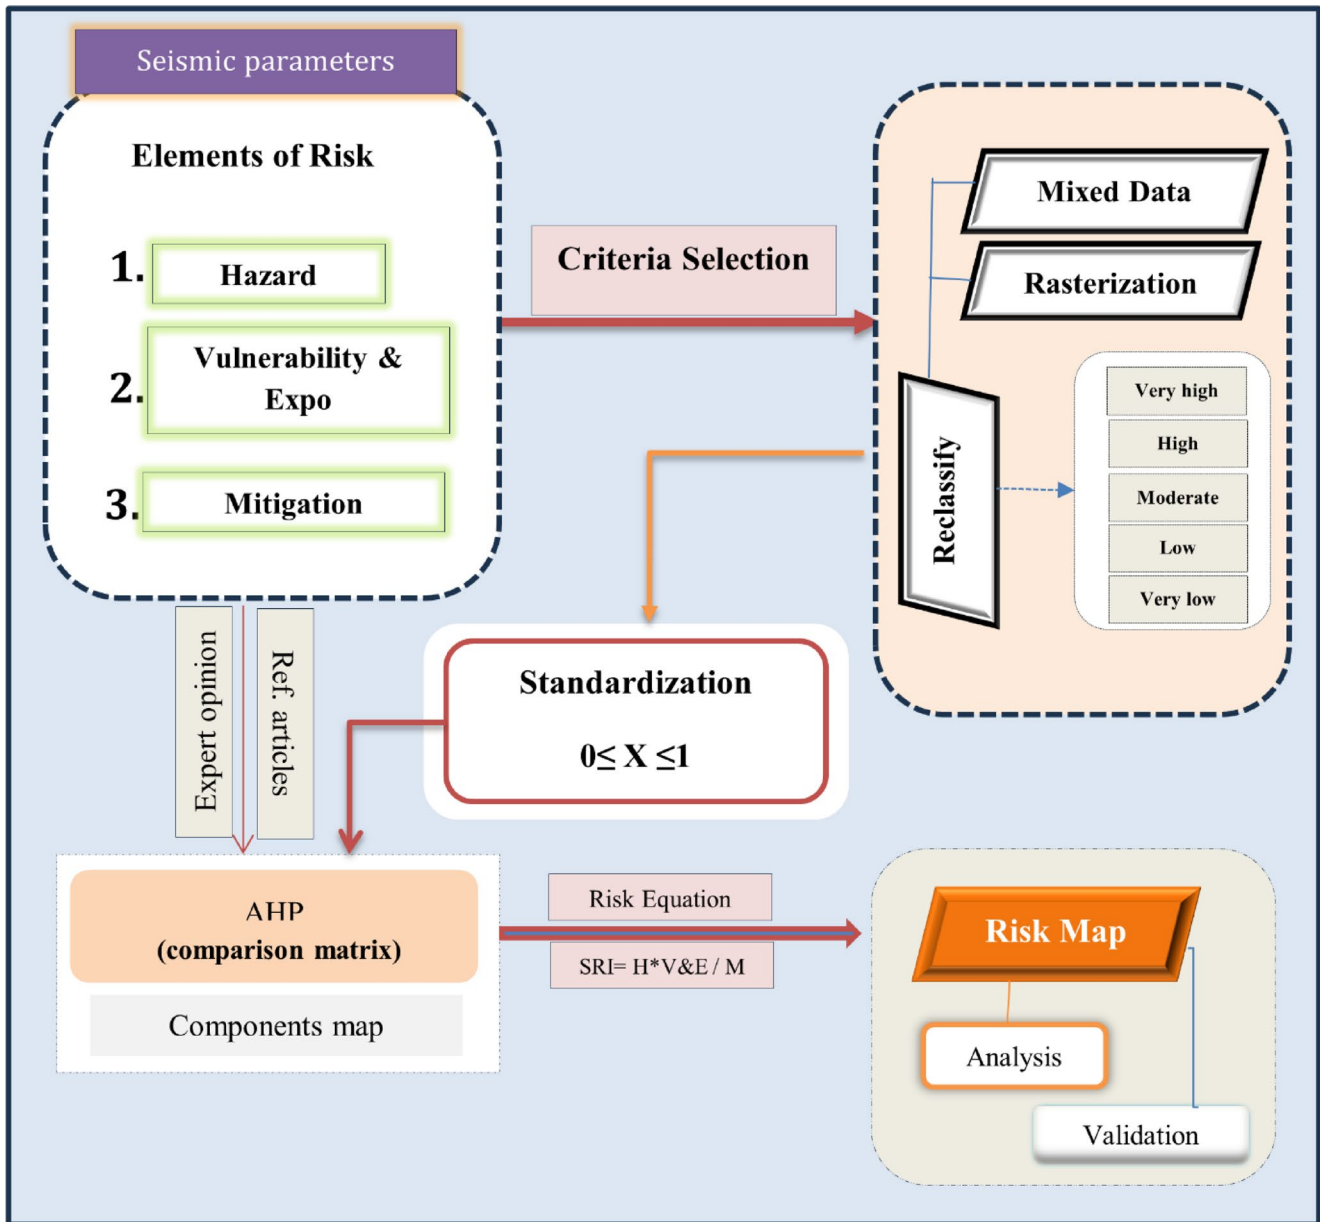 Seismic parameters
Elements of Risk
1.
Hazard
2.
Vulnerability &
Expo
3.
Mitigation
Criteria Selection
Mixed Data
Rasterization
Reclassify
Very high
High
Moderate
Low
Very low
Standardization
0≤ X ≤1
Expert opinion
Ref. articles
AHP
(comparison matrix)
Components map
Risk Equation
SRI= H*V&E / M
Risk Map
Analysis
Validation